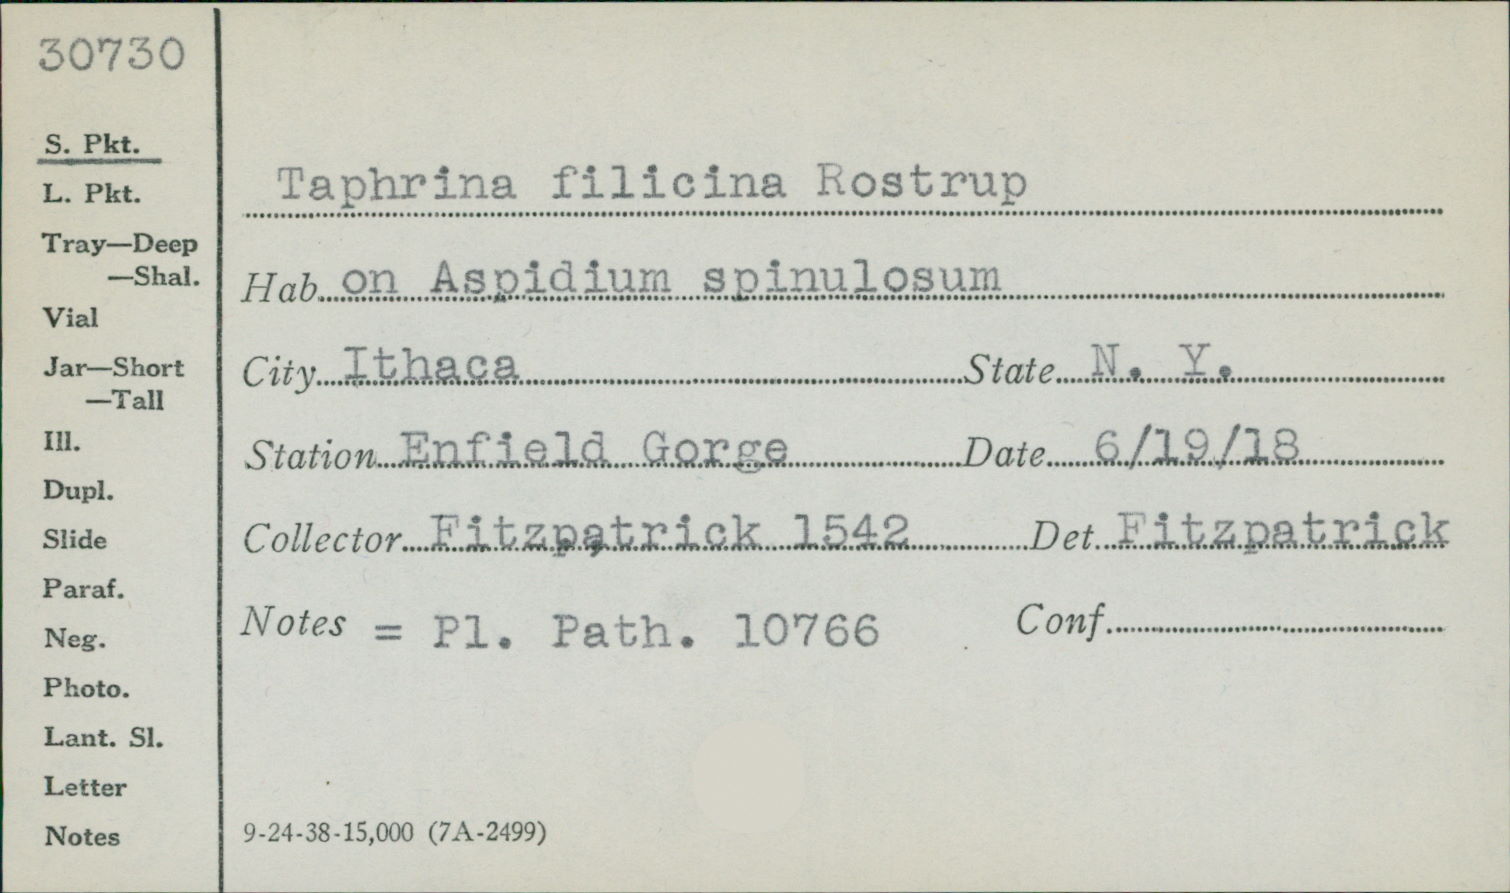 30730
S. Pkt.
L. Pkt.
Tray—Deep
—Shal.
Vial
Jar—Short
—Tall
Ill.
Dupl.
Slide
Paraf.
Neg.
Photo.
Lant. Sl.
Letter
Notes
Taphrina filicina Rostrup
Hab. on Aspidium spinulosum
City Ithaca State N. Y.
Station Enfield Gorge Date 6/19/18
Collector Fitzpatrick 1542 Det. Fitzpatrick
Notes = Pl. Path. 10766 Conf.
9-24-38-15,000 (7A-2499)